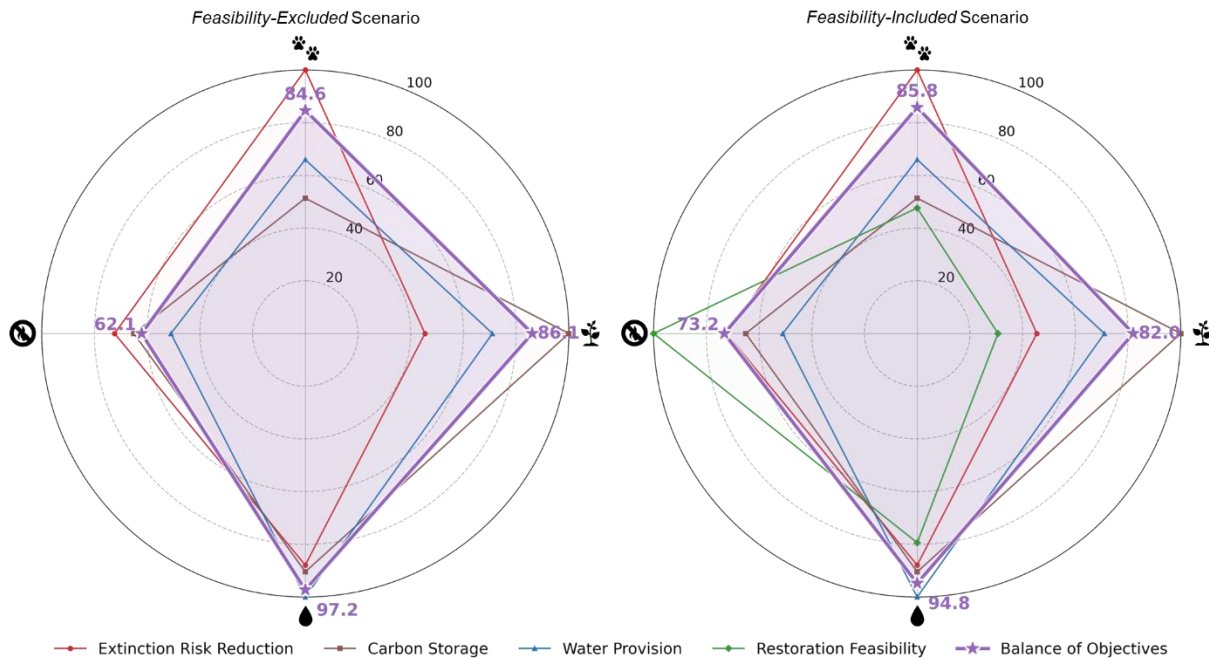 Feasibility-Excluded Scenario
Feasibility-Included Scenario
100
80
60
40
20
84.6
62.1
86.1
97.2
100
80
60
40
20
85.8
73.2
82.0
94.8
Extinction Risk Reduction
Carbon Storage
Water Provision
Restoration Feasibility
Balance of Objectives